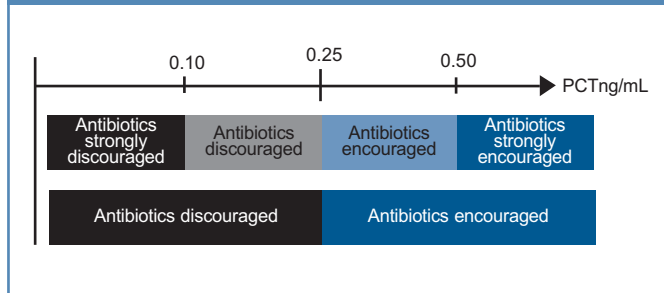 0.10 0.25 0.50
PCTng/mL
Antibiotics
strongly
discouraged
Antibiotics
discouraged
Antibiotics
encouraged
Antibiotics
strongly
encouraged
Antibiotics discouraged
Antibiotics encouraged